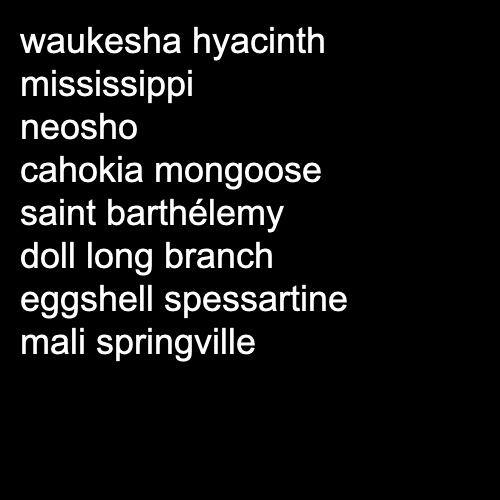 waukesha hyacinth
mississippi
neosho
cahokia mongoose
saint barthélemy
doll long branch
eggshell spessartine
mali springville